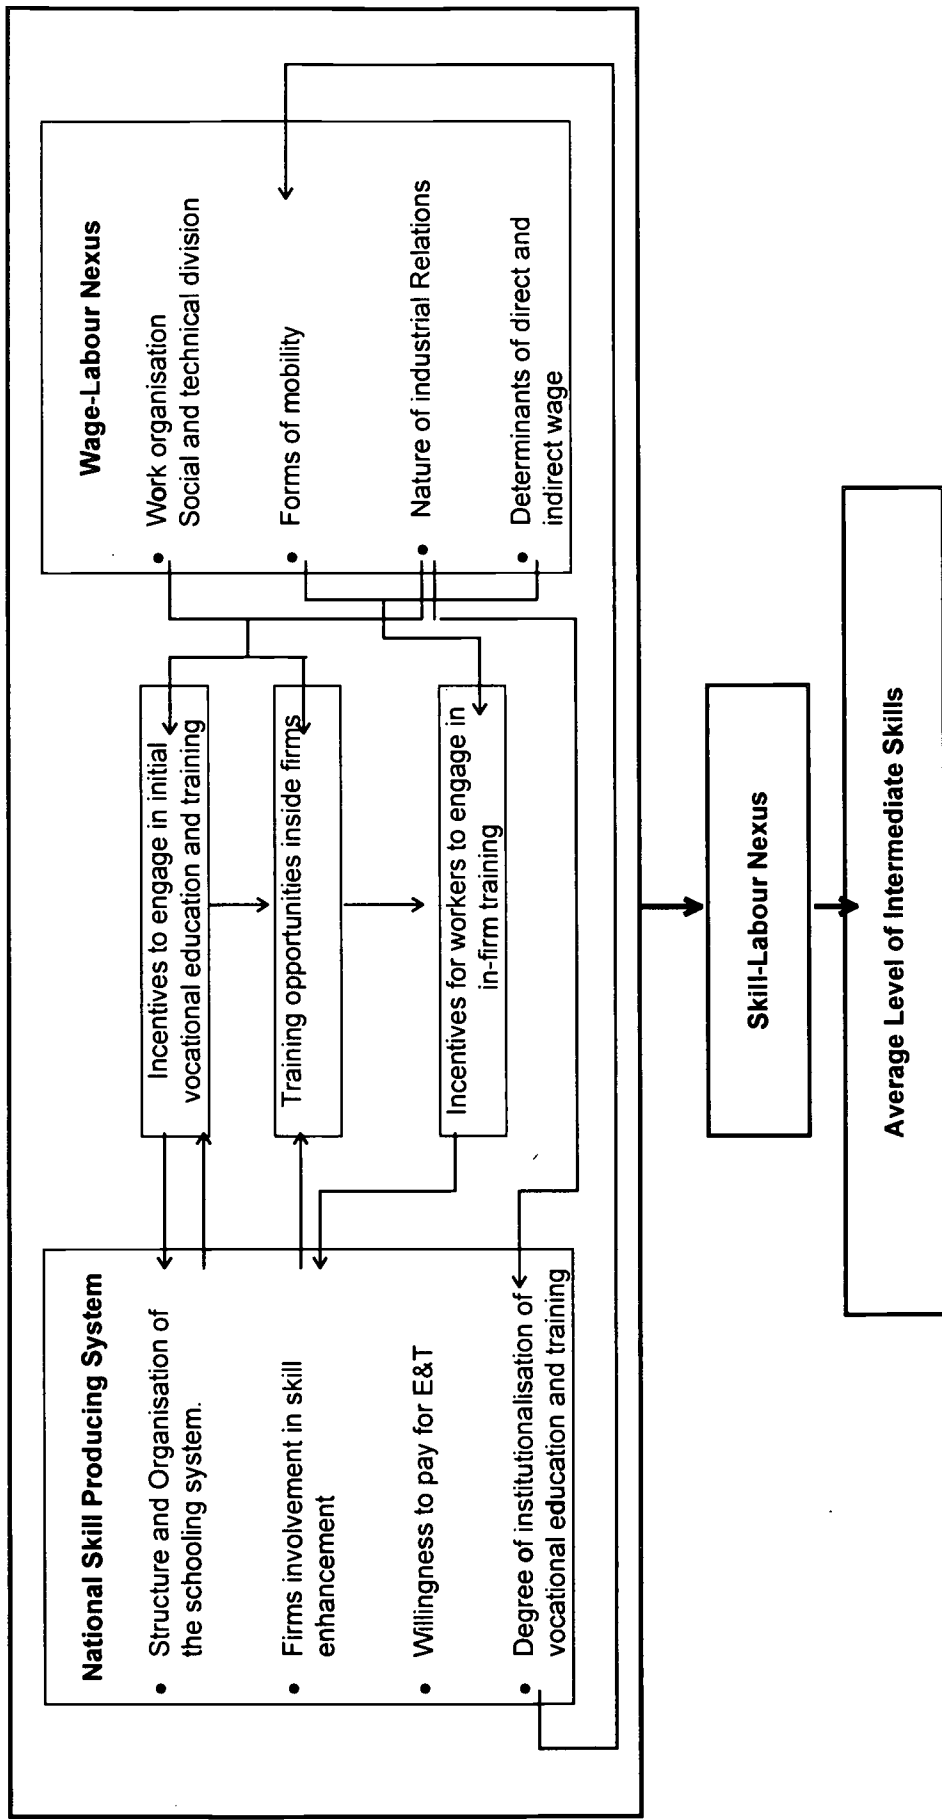 National Skill Producing System
• Structure and Organisation of
the schooling system.
• Firms involvement in skill
enhancement
• Willingness to pay for E&T
• Degree of institutionalisation of
vocational education and training
Incentives to engage in initial
vocational education and training
Training opportunities inside firms
Incentives for workers to engage in
in-firm training
Wage-Labour Nexus
• Work organisation
Social and technical division
• Forms of mobility
• Nature of industrial Relations
• Determinants of direct and
indirect wage
Skill-Labour Nexus
Average Level of Intermediate Skills